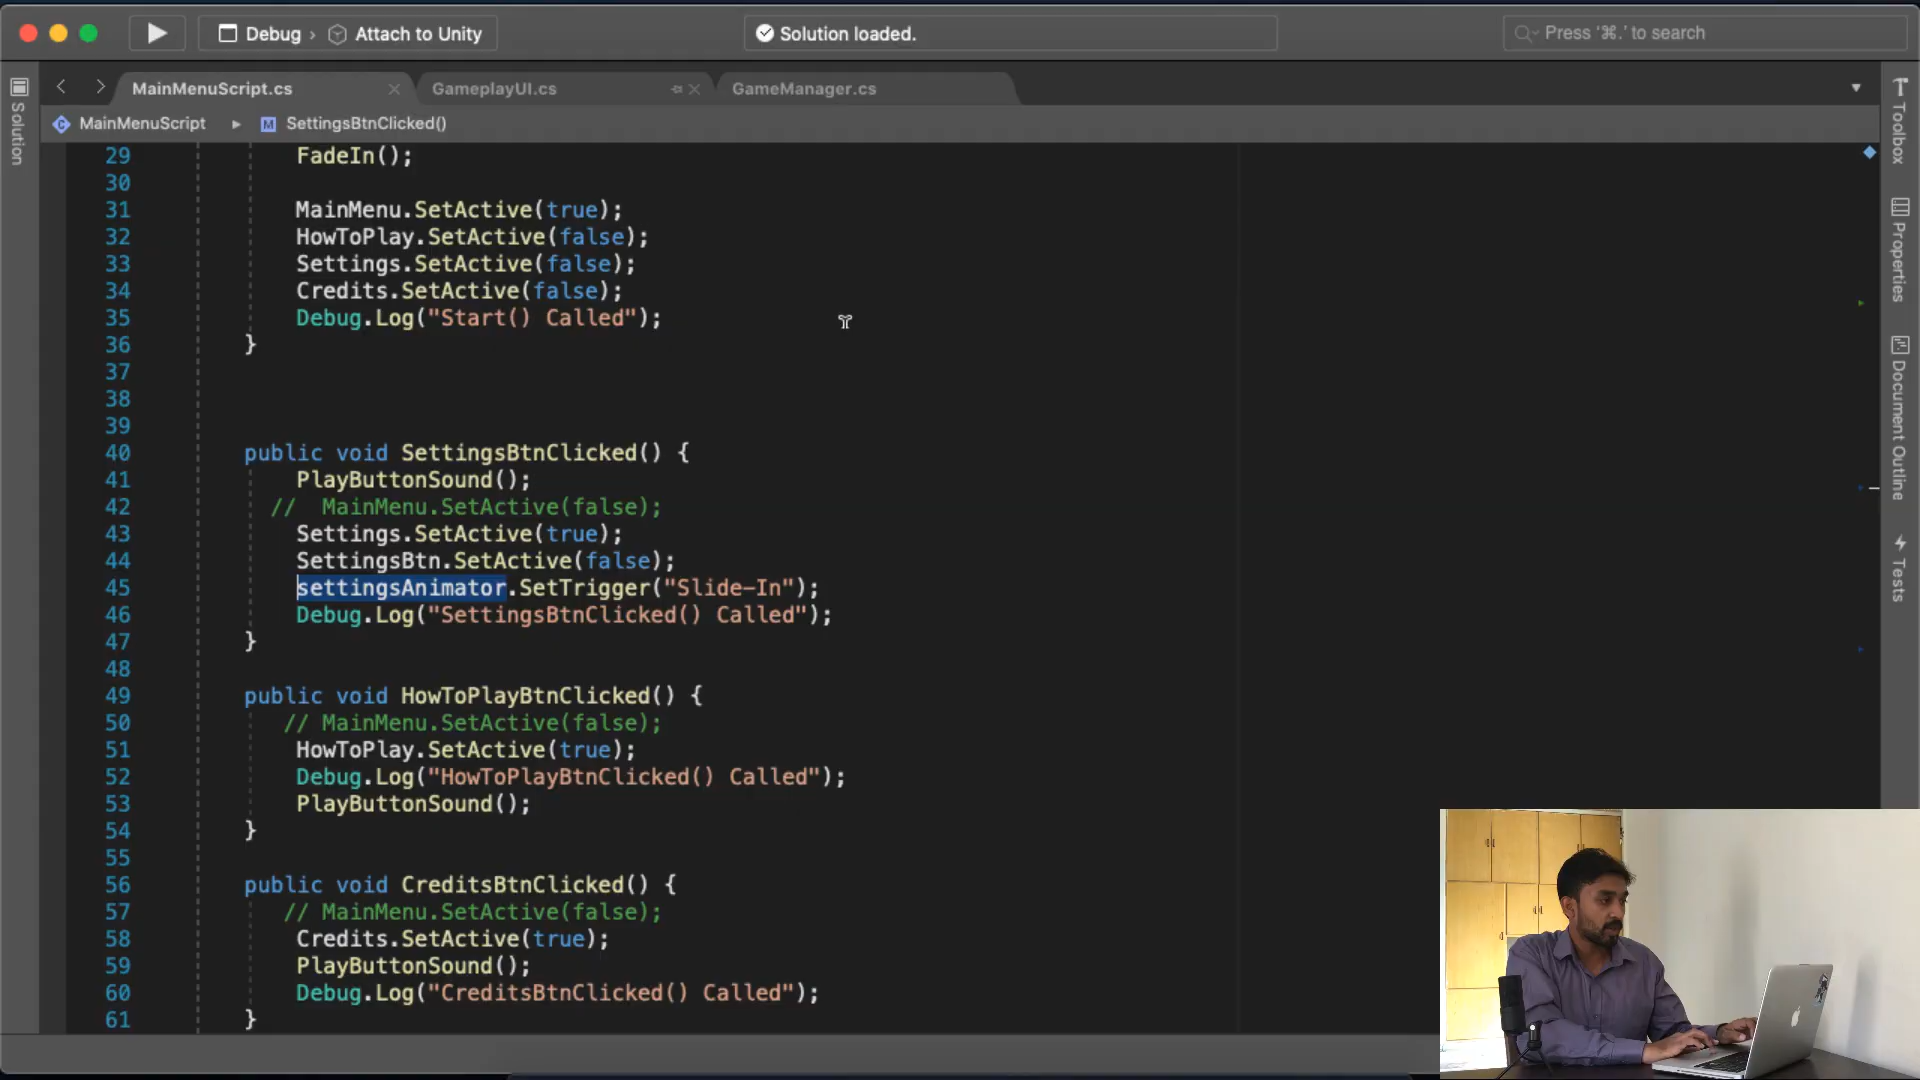 Debug › Attach to Unity
Solution loaded.
Press '⌘.' to search
MainMenuScript.cs
GameplayUI.cs
GameManager.cs
MainMenuScript ▸ SettingsBtnClicked()
Solution
Toolbox
Properties
Document Outline
Tests
29 FadeIn();
30
31 MainMenu.SetActive(true);
32 HowToPlay.SetActive(false);
33 Settings.SetActive(false);
34 Credits.SetActive(false);
35 Debug.Log("Start() Called");
36 }
37
38
39
40 public void SettingsBtnClicked() {
41 PlayButtonSound();
42 // MainMenu.SetActive(false);
43 Settings.SetActive(true);
44 SettingsBtn.SetActive(false);
45 settingsAnimator.SetTrigger("Slide-In");
46 Debug.Log("SettingsBtnClicked() Called");
47 }
48
49 public void HowToPlayBtnClicked() {
50 // MainMenu.SetActive(false);
51 HowToPlay.SetActive(true);
52 Debug.Log("HowToPlayBtnClicked() Called");
53 PlayButtonSound();
54 }
55
56 public void CreditsBtnClicked() {
57 // MainMenu.SetActive(false);
58 Credits.SetActive(true);
59 PlayButtonSound();
60 Debug.Log("CreditsBtnClicked() Called");
61 }